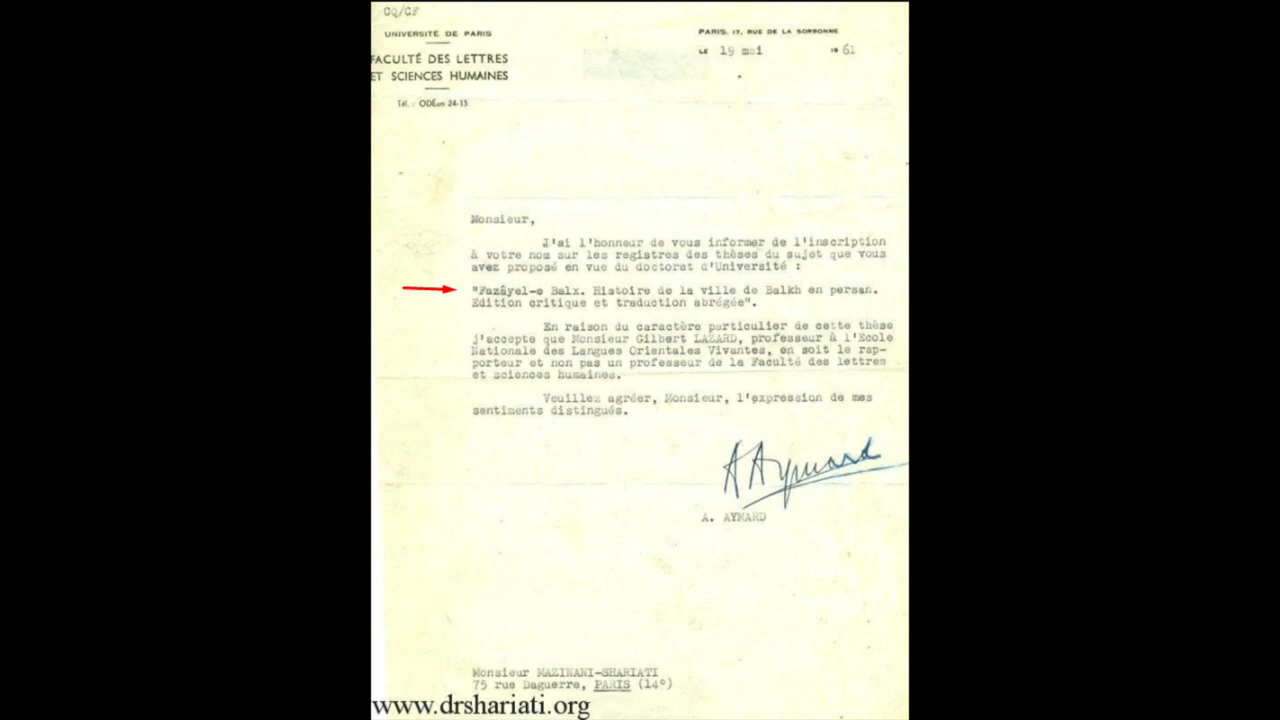 CQ/CF
UNIVERSITÉ DE PARIS
FACULTÉ DES LETTRES
ET SCIENCES HUMAINES
Tél. : ODÉon 24-13
PARIS, 17, RUE DE LA SORBONNE
LE 19 mai 1961
Monsieur,
J'ai l'honneur de vous informer de l'inscription
à votre nom sur les registres des thèses du sujet que vous
avez proposé en vue du doctorat d'Université :
"Fazâyel-e Balx. Histoire de la ville de Balkh en persan.
Edition critique et traduction abrégée".
En raison du caractère particulier de cette thèse
j'accepte que Monsieur Gilbert LAZARD, professeur à l'Ecole
Nationale des Langues Orientales Vivantes, en soit le rap-
porteur et non pas un professeur de la Faculté des lettres
et sciences humaines.
Veuillez agréer, Monsieur, l'expression de mes
sentiments distingués.
A Aymard
A. AYMARD
Monsieur MAZINANI-SHARIATI
75 rue Daguerre, PARIS (14°)
www.drshariati.org